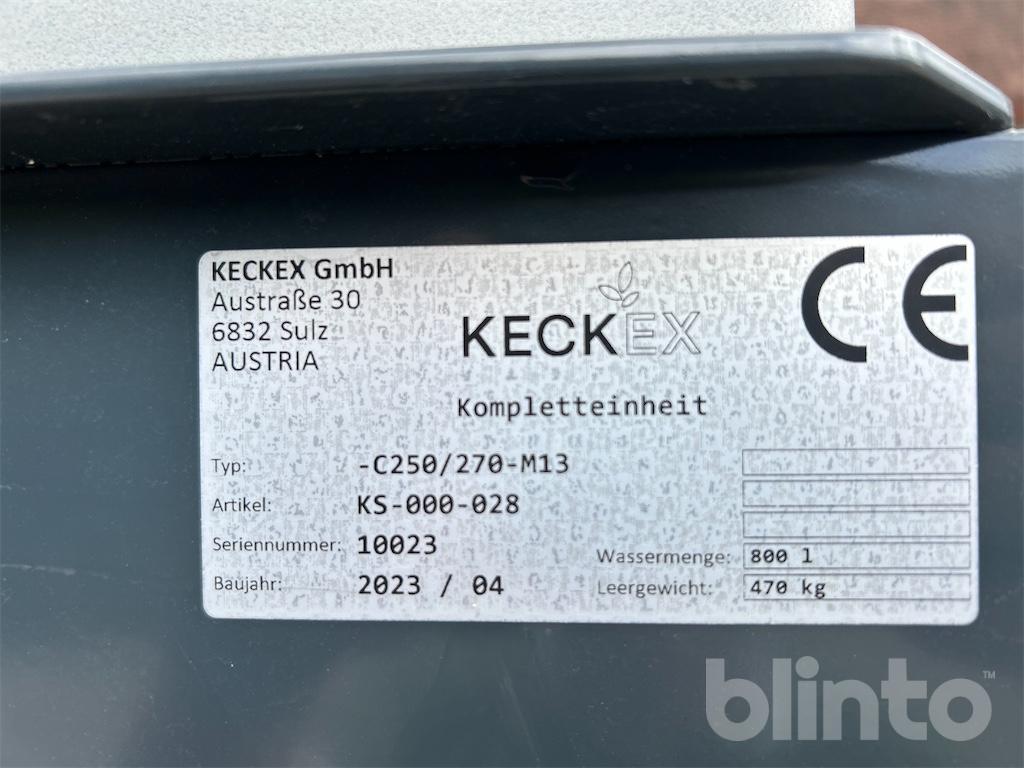 KECKEX GmbH
Austraße 30
6832 Sulz
AUSTRIA
KECKEX
CE
Kompletteinheit
Typ: -C250/270-M13
Artikel: KS-000-028
Seriennummer: 10023
Baujahr: 2023 / 04
Wassermenge: 800 l
Leergewicht: 470 kg
blinto™